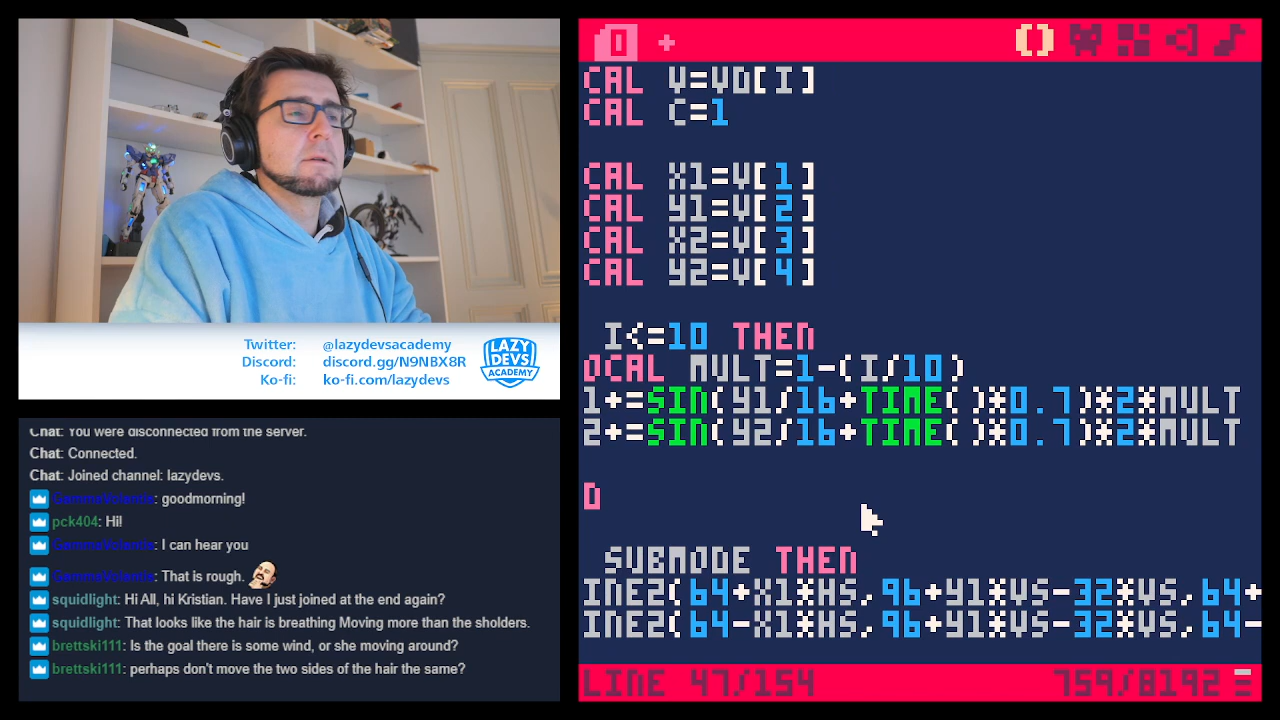 Twitter: @lazydevsacademy
Discord: discord.gg/N9NBX8R
Ko-fi: ko-fi.com/lazydevs
LAZY DEVS ACADEMY
Chat: You were disconnected from the server.
Chat: Connected.
Chat: Joined channel: lazydevs.
goodmorning!
pck404: Hi!
I can hear you
That is rough.
squidlight: Hi All, hi Kristian. Have I just joined at the end again?
squidlight: That looks like the hair is breathing Moving more than the sholders.
brettski111: Is the goal there is some wind, or she moving around?
brettski111: perhaps don't move the two sides of the hair the same?
0 +
CAL V=VD[I]
CAL C=1
CAL X1=V[1]
CAL Y1=V[2]
CAL X2=V[3]
CAL Y2=V[4]
I<=10 THEN
OCAL MULT=1-(I/10)
1+=SIN(Y1/16+TIME()*0.7)*2*MULT
2+=SIN(Y2/16+TIME()*0.7)*2*MULT
D
SUBMODE THEN
INE2(64+X1*HS,96+Y1*VS-32*VS,64+
INE2(64-X1*HS,96+Y1*VS-32*VS,64-
LINE 47/154
759/8192